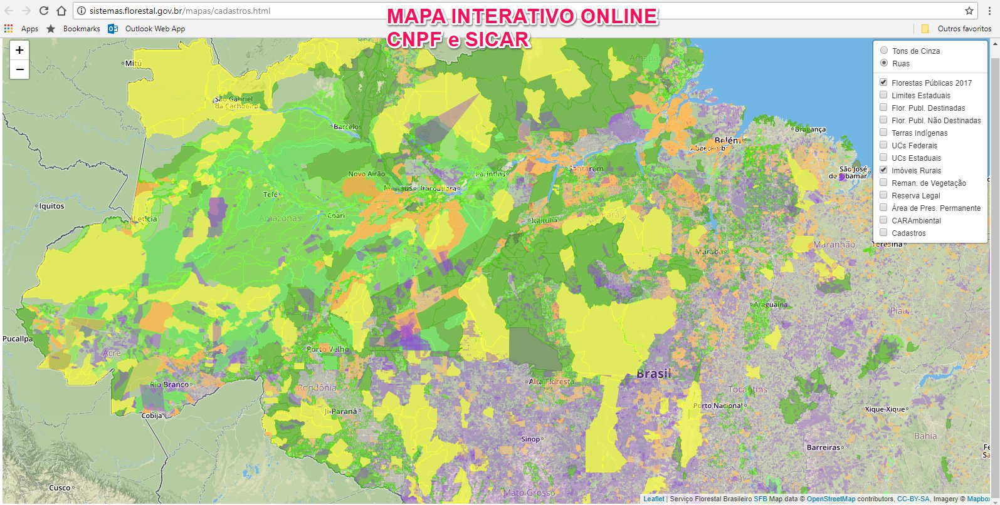 sistemas.florestal.gov.br/mapas/cadastros.html
MAPA INTERATIVO ONLINE
CNPF e SICAR
Apps
Bookmarks
Outlook Web App
Outros favoritos
+
−
Tons de Cinza
Ruas
Florestas Públicas 2017
Limites Estaduais
Flor. Publ. Destinadas
Flor. Publ. Não Destinadas
Terras Indígenas
UCs Federais
UCs Estaduais
Imóveis Rurais
Reman. de Vegetação
Reserva Legal
Área de Pres. Permanente
CARAmbiental
Cadastros
Mitú
Amapá
São Gabriel
da Cachoeira
Barcelos
Belém
Bragança
Abaetetuba
Santarém
São José
de Ribamar
Novo Airão
Parintins
Manaus
Itacoatiara
Tefé
Iquitos
Leticia
Amazonas
Coari
Itaituba
Pará
Marabá
Maranhão
Teresina
Araguaína
Piauí
Pucallpa
Acre
Porto Velho
Rio Branco
Rondônia
Brasil
Alta Floresta
Tocantins
Cobija
Ji-Paraná
Porto Nacional
Xique-Xique
Sinop
Bahia
Barreiras
Fe
Sa
Cusco
Mato Grosso
Leaflet | Serviço Florestal Brasileiro SFB Map data © OpenStreetMap contributors, CC-BY-SA, Imagery © Mapbox